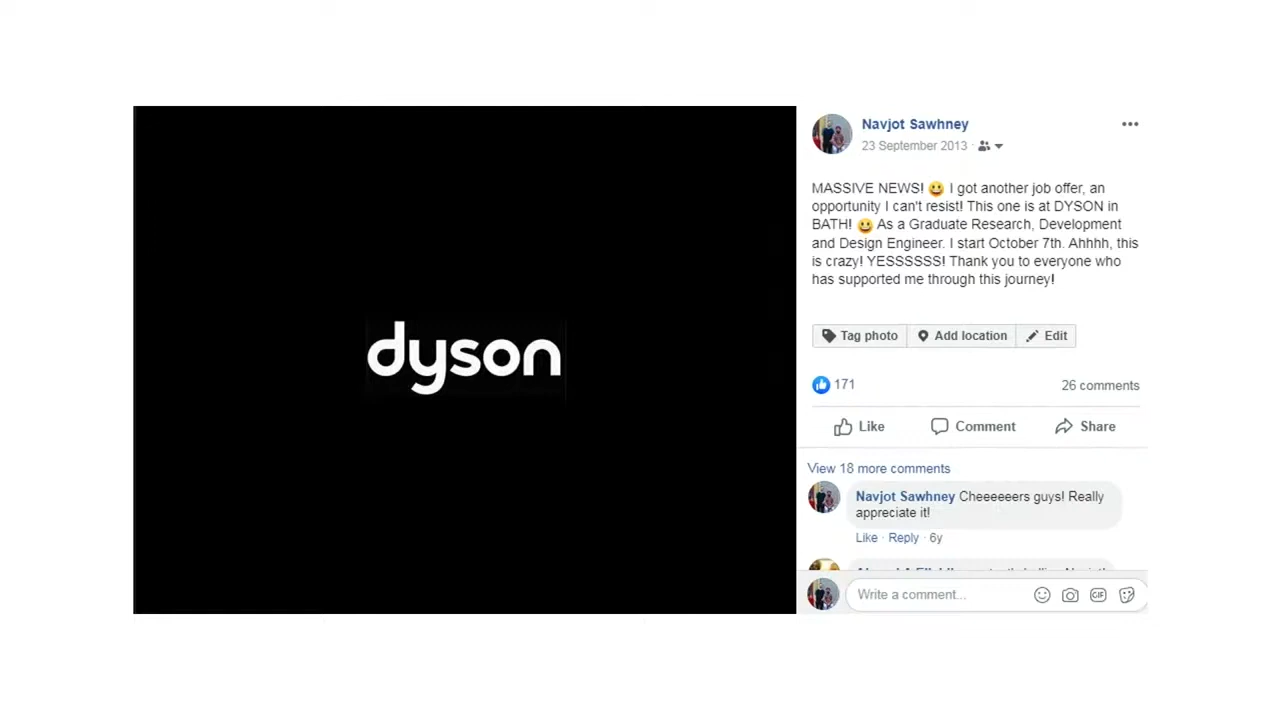 dyson
Navjot Sawhney
23 September 2013 ·
MASSIVE NEWS! 😃 I got another job offer, an
opportunity I can't resist! This one is at DYSON in
BATH! 😃 As a Graduate Research, Development
and Design Engineer. I start October 7th. Ahhhh, this
is crazy! YESSSSSS! Thank you to everyone who
has supported me through this journey!
Tag photo Add location Edit
171 26 comments
Like Comment Share
View 18 more comments
Navjot Sawhney Cheeeeeers guys! Really
appreciate it!
Like · Reply · 6y
Write a comment... GIF